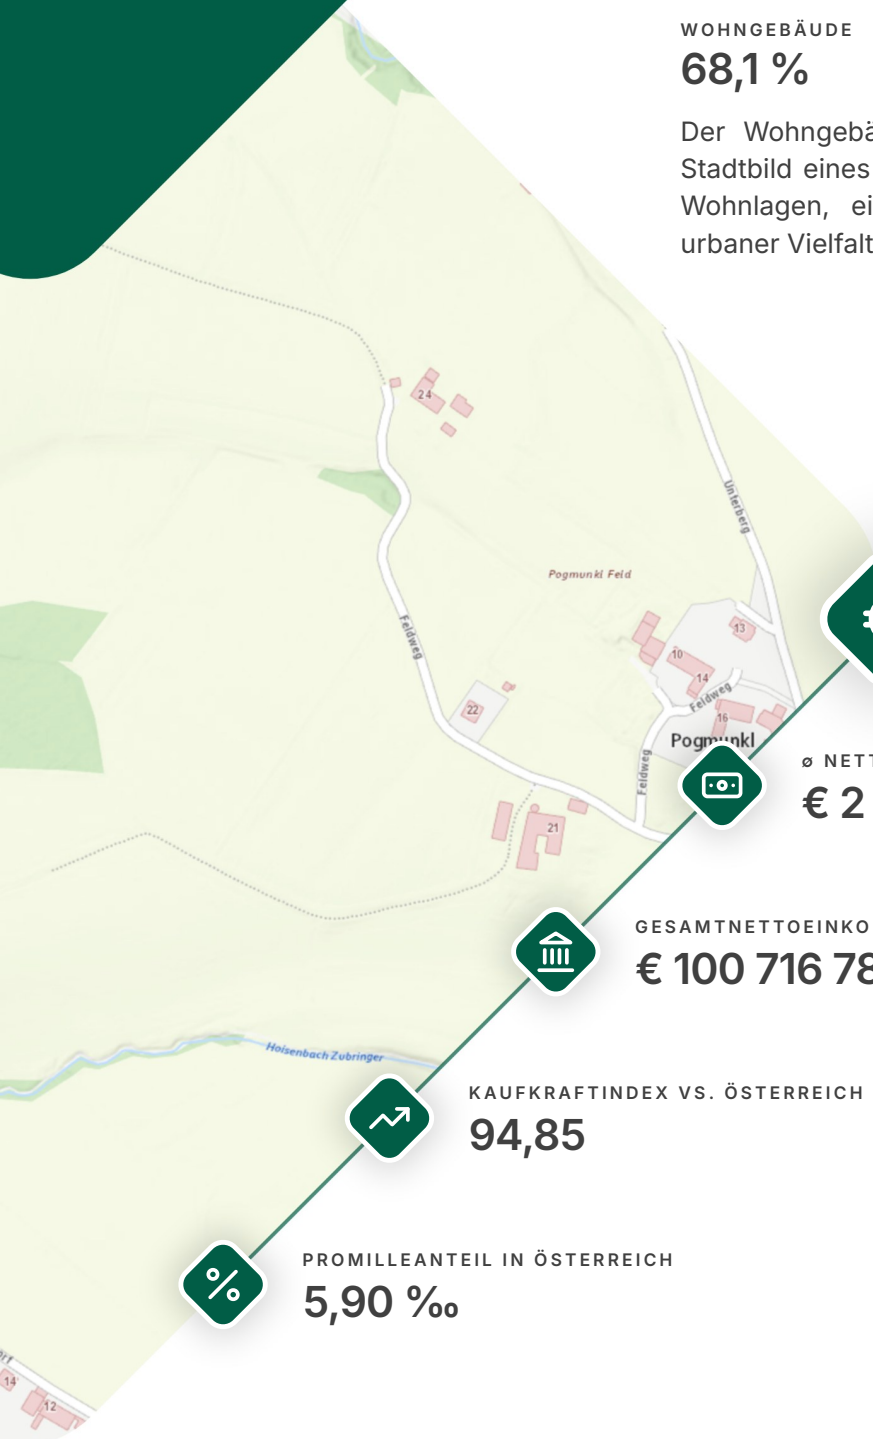 WOHNGEBÄUDE
68,1 %
Der Wohngebä
Stadtbild eines
Wohnlagen, ei
urbaner Vielfalt
24
Unterberg
Pogmunkl Feld
Feldweg
13
10
14
Feldweg
22
16
Pogmunkl
Feldweg
21
ø NETT
€ 2
GESAMTNETTOEINKO
€ 100 716 78
Hoisenbach Zubringer
KAUFKRAFTINDEX VS. ÖSTERREICH
94,85
PROMILLEANTEIL IN ÖSTERREICH
5,90 ‰
14
12